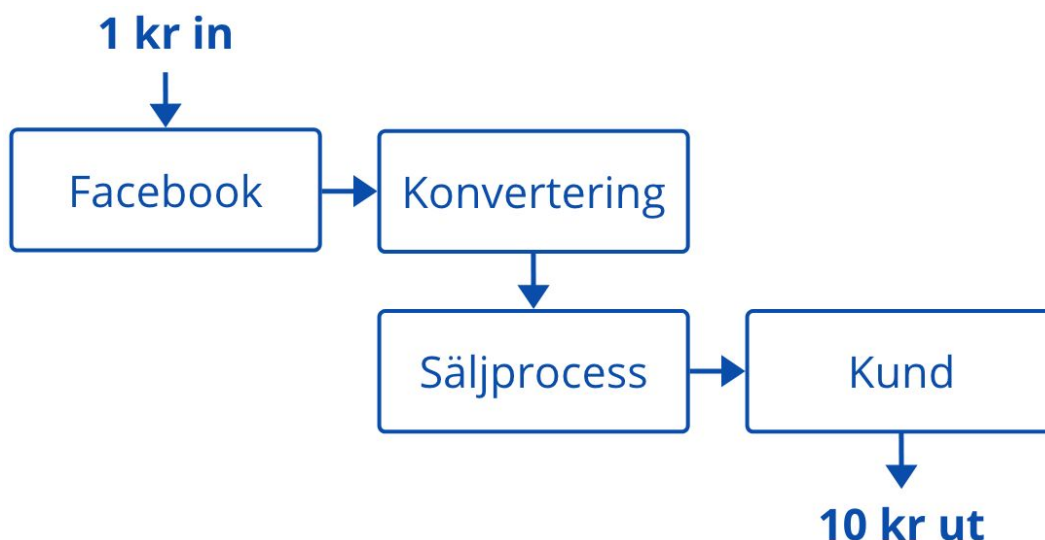 1 kr in
Facebook
Konvertering
Säljprocess
Kund
10 kr ut